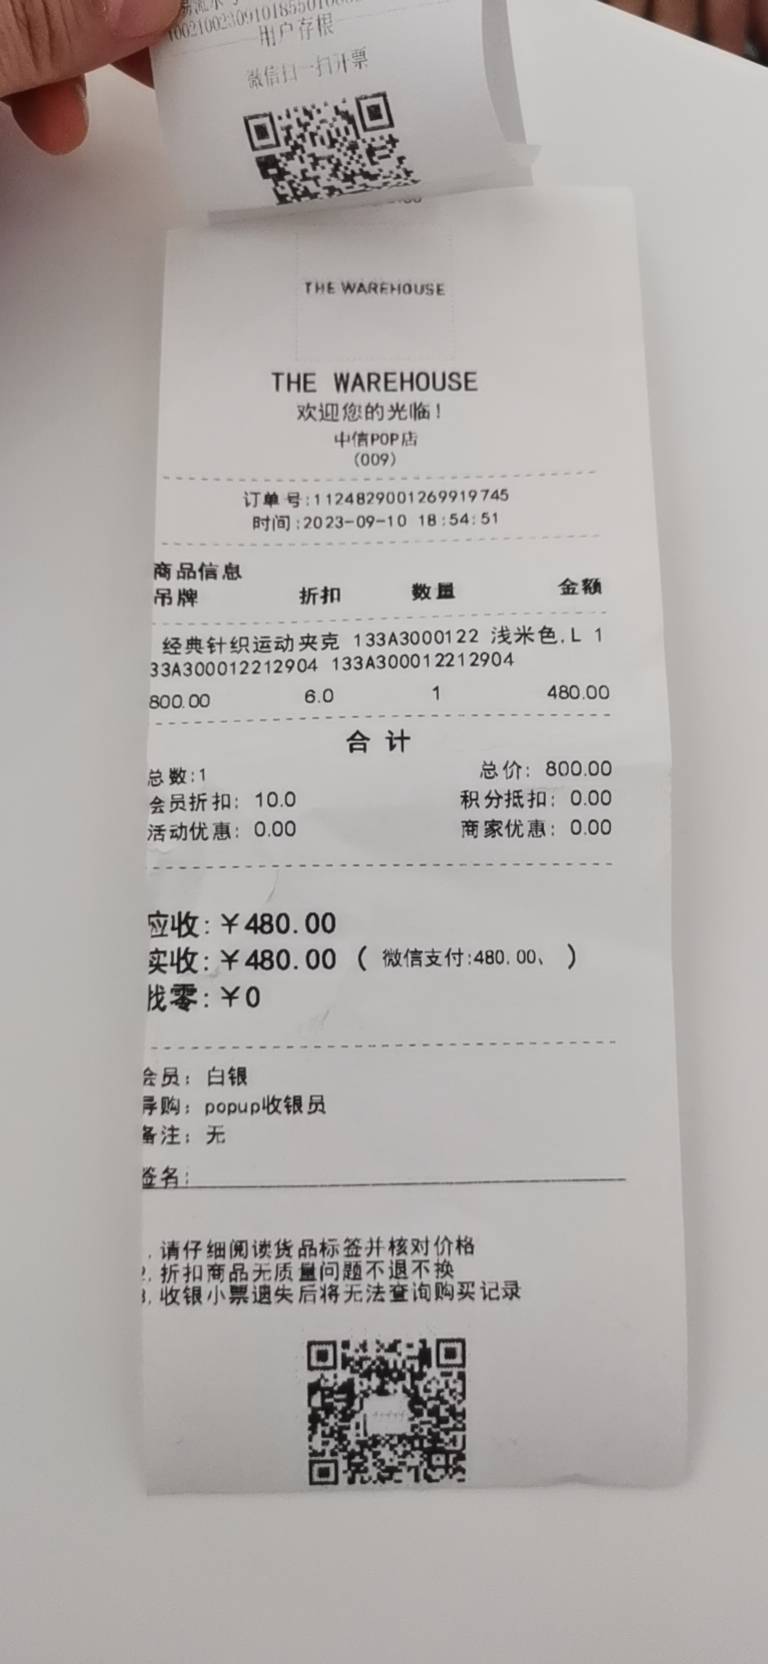 用户存根
微信扫一扫开票
THE WAREHOUSE
THE WAREHOUSE
欢迎您的光临！
中信POP店
(009)
订单号:1124829001269919745
时间:2023-09-10 18:54:51
商品信息
吊牌 折扣 数量 金额
经典针织运动夹克 133A3000122 浅米色,L 1
33A300012212904 133A300012212904
800.00 6.0 1 480.00
合 计
总数:1 总价: 800.00
会员折扣: 10.0 积分抵扣: 0.00
活动优惠: 0.00 商家优惠: 0.00
应收:￥480.00
实收:￥480.00 ( 微信支付:480.00、 )
找零:￥0
会员: 白银
导购: popup收银员
备注: 无
签名:
. 请仔细阅读货品标签并核对价格
2. 折扣商品无质量问题不退不换
3. 收银小票遗失后将无法查询购买记录